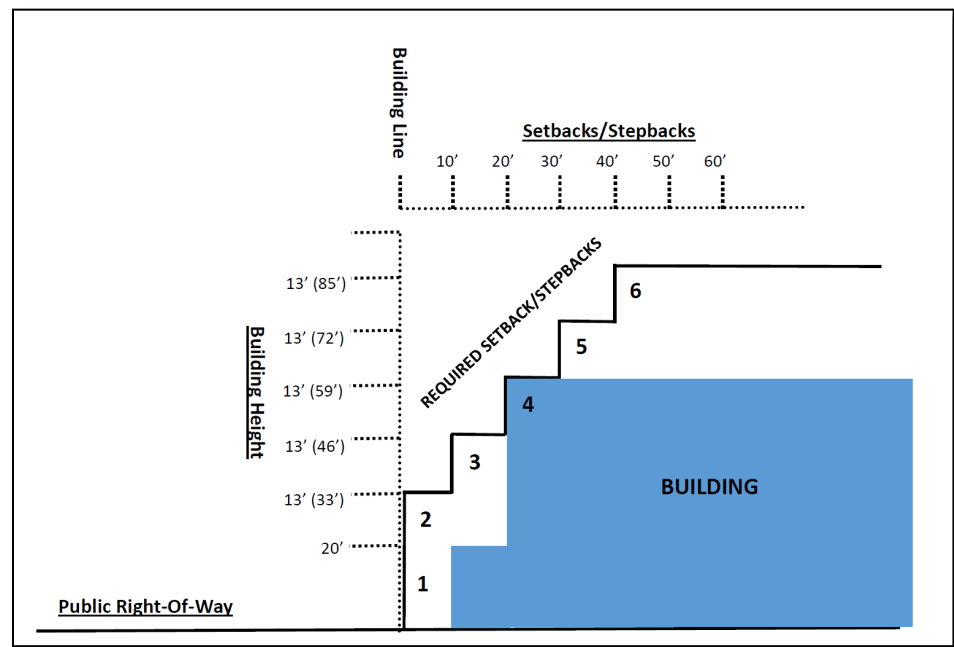 Building Line
Setbacks/Stepbacks
10’ 20’ 30’ 40’ 50’ 60’
REQUIRED SETBACK/STEPBACKS
Building Height
13’ (85’)
13’ (72’)
13’ (59’)
13’ (46’)
13’ (33’)
20’
6
5
4
3
2
1
BUILDING
Public Right-Of-Way